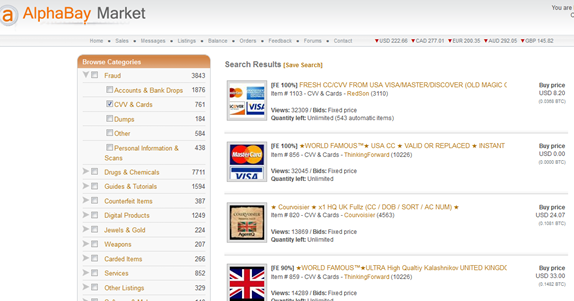 AlphaBay Market
You are
Home Sales Messages Listings Balance Orders Feedback Forums Contact
USD 222.66 CAD 277.01 EUR 200.35 AUD 292.05 GBP 145.82
Browse Categories
Fraud 3843
Accounts & Bank Drops 1876
CVV & Cards 761
Dumps 184
Other 584
Personal Information & Scans 438
Drugs & Chemicals 7711
Guides & Tutorials 1594
Counterfeit Items 387
Digital Products 1249
Jewels & Gold 224
Weapons 207
Carded Items 266
Services 852
Other Listings 329
Search Results [Save Search]
[FE 100%] FRESH CC/CVV FROM USA VISA/MASTER/DISCOVER (OLD MAGIC
Item # 1103 - CVV & Cards - RedSon (3110)
Views: 32309 / Bids: Fixed price
Quantity left: Unlimited (543 automatic items)
Buy price
USD 8.20
(0.0368 BTC)
[FE 100%] ★WORLD FAMOUS™★ USA CC ★ VALID OR REPLACED ★ INSTANT
Item # 856 - CVV & Cards - ThinkingForward (10226)
Views: 32045 / Bids: Fixed price
Quantity left: Unlimited
Buy price
USD 0.00
(0.0000 BTC)
★ Courvoisier ★ x1 HQ UK Fullz (CC / DOB / SORT / AC NUM) ★
Item # 820 - CVV & Cards - Courvoisier (4563)
Views: 13869 / Bids: Fixed price
Quantity left: Unlimited
Buy price
USD 24.07
(0.1081 BTC)
[FE 90%] ★WORLD FAMOUS™★ULTRA High Quality Kalashnikov UNITED KINGD
Item # 859 - CVV & Cards - ThinkingForward (10226)
Views: 14289 / Bids: Fixed price
Quantity left: Unlimited
Buy price
USD 33.00
(0.1482 BTC)